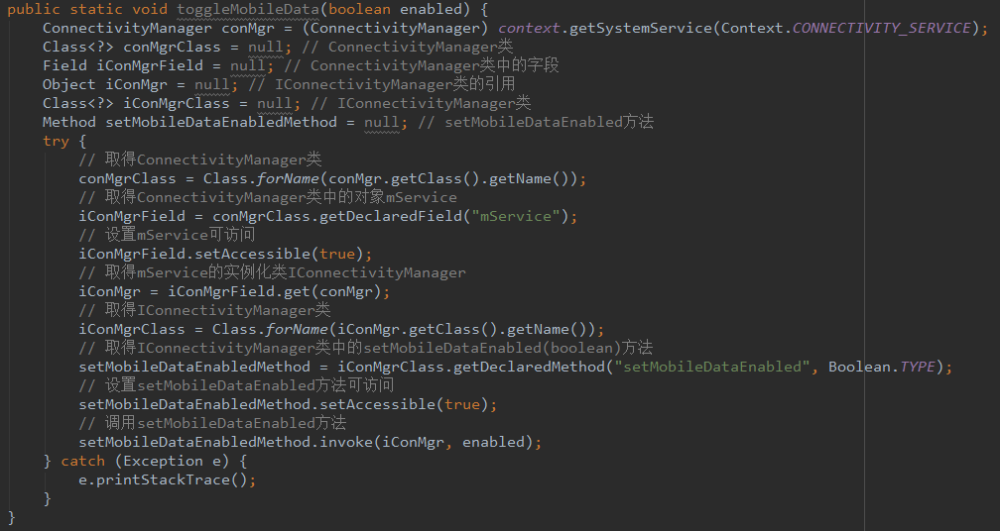 public static void toggleMobileData(boolean enabled) {
    ConnectivityManager conMgr = (ConnectivityManager) context.getSystemService(Context.CONNECTIVITY_SERVICE);
    Class<?> conMgrClass = null; // ConnectivityManager类
    Field iConMgrField = null; // ConnectivityManager类中的字段
    Object iConMgr = null; // IConnectivityManager类的引用
    Class<?> iConMgrClass = null; // IConnectivityManager类
    Method setMobileDataEnabledMethod = null; // setMobileDataEnabled方法
    try {
        // 取得ConnectivityManager类
        conMgrClass = Class.forName(conMgr.getClass().getName());
        // 取得ConnectivityManager类中的对象mService
        iConMgrField = conMgrClass.getDeclaredField("mService");
        // 设置mService可访问
        iConMgrField.setAccessible(true);
        // 取得mService的实例化类IConnectivityManager
        iConMgr = iConMgrField.get(conMgr);
        // 取得IConnectivityManager类
        iConMgrClass = Class.forName(iConMgr.getClass().getName());
        // 取得IConnectivityManager类中的setMobileDataEnabled(boolean)方法
        setMobileDataEnabledMethod = iConMgrClass.getDeclaredMethod("setMobileDataEnabled", Boolean.TYPE);
        // 设置setMobileDataEnabled方法可访问
        setMobileDataEnabledMethod.setAccessible(true);
        // 调用setMobileDataEnabled方法
        setMobileDataEnabledMethod.invoke(iConMgr, enabled);
    } catch (Exception e) {
        e.printStackTrace();
    }
}